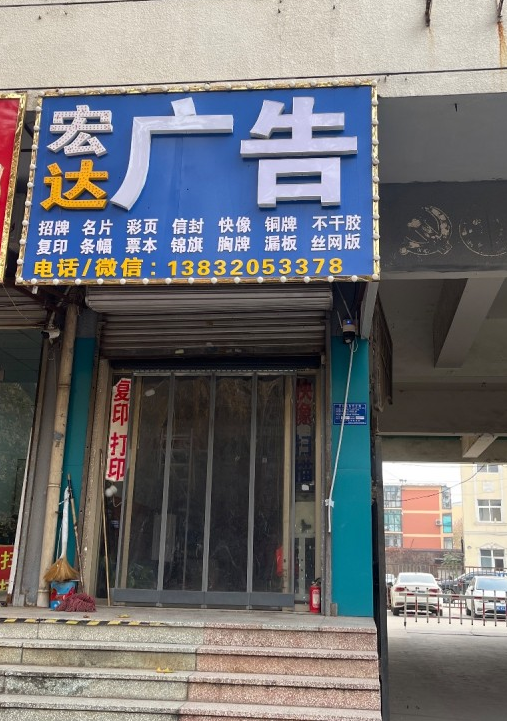 宏达广告
招牌 名片 彩页 信封 快像 铜牌 不干胶
复印 条幅 票本 锦旗 胸牌 漏板 丝网版
电话/微信：13832053378
复印 打印
快像